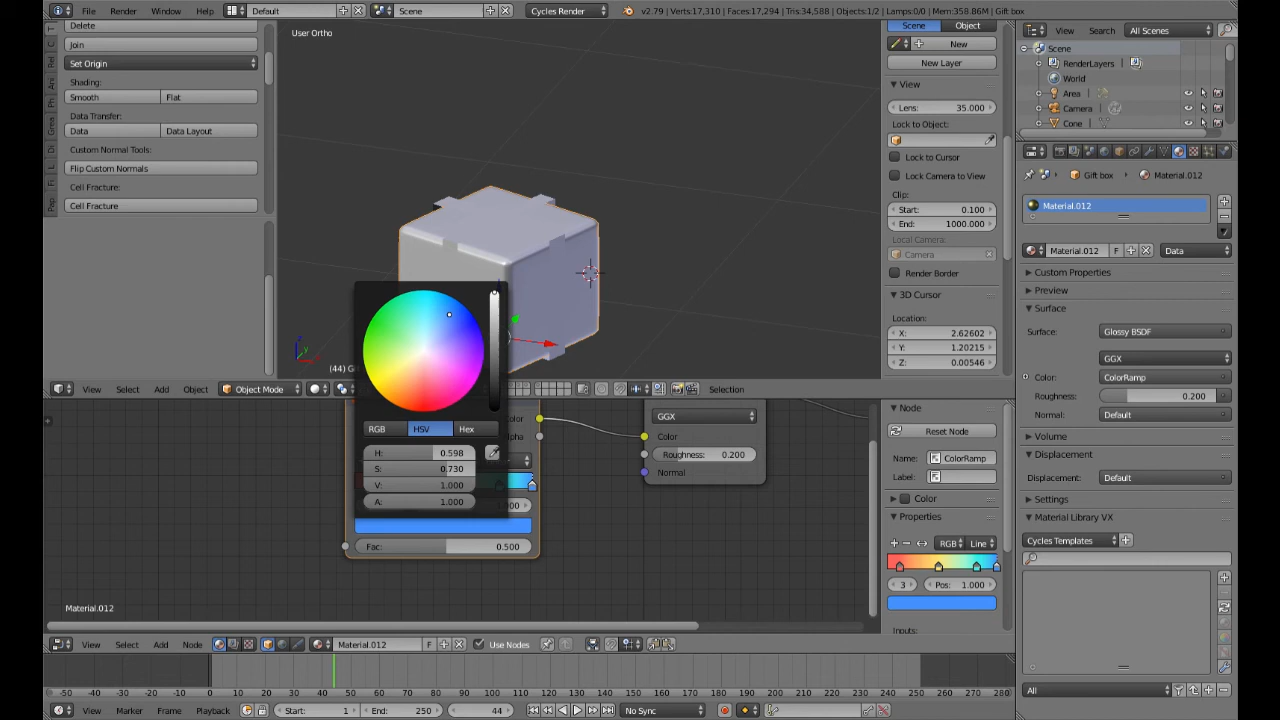 File Render Window Help Default Scene Cycles Render v2.79 | Verts:17,310 | Faces:17,294 | Tris:34,588 | Objects:1/2 | Lamps:0/0 | Mem:358.86M | Gift box
Delete
Join
Set Origin
Shading:
Smooth Flat
Data Transfer:
Data Data Layout
Custom Normal Tools:
Flip Custom Normals
Cell Fracture:
Cell Fracture
User Ortho
Scene Object
New
New Layer
View
Lens: 35.000
Lock to Object:
Lock to Cursor
Lock Camera to View
Clip:
Start: 0.100
End: 1000.000
Local Camera:
Camera
Render Border
3D Cursor
Location:
X: 2.62602
Y: 1.20215
Z: 0.00546
View Search All Scenes
Scene
RenderLayers
World
Area
Camera
Cone
Gift box Material.012
Material.012
Material.012 F Data
Custom Properties
Preview
Surface
Surface: Glossy BSDF
GGX
Color: ColorRamp
Roughness: 0.200
Normal: Default
Volume
Displacement
Displacement: Default
Settings
Material Library VX
Cycles Templates
All
(44) G
View Select Add Object Object Mode Selection
RGB HSV Hex
H: 0.598
S: 0.730
V: 1.000
A: 1.000
Color
Alpha
Fac: 0.500
GGX
Color
Roughness: 0.200
Normal
Node
Reset Node
Name: ColorRamp
Label:
Color
Properties
RGB Line
3 Pos: 1.000
Inputs:
Material.012
View Select Add Node Material.012 F Use Nodes
-50 -40 -30 -20 -10 0 10 20 30 40 50 60 70 80 90 100 110 120 130 140 150 160 170 180 190 200 210 220 230 240 250 260 270 280
View Marker Frame Playback Start: 1 End: 250 44 No Sync